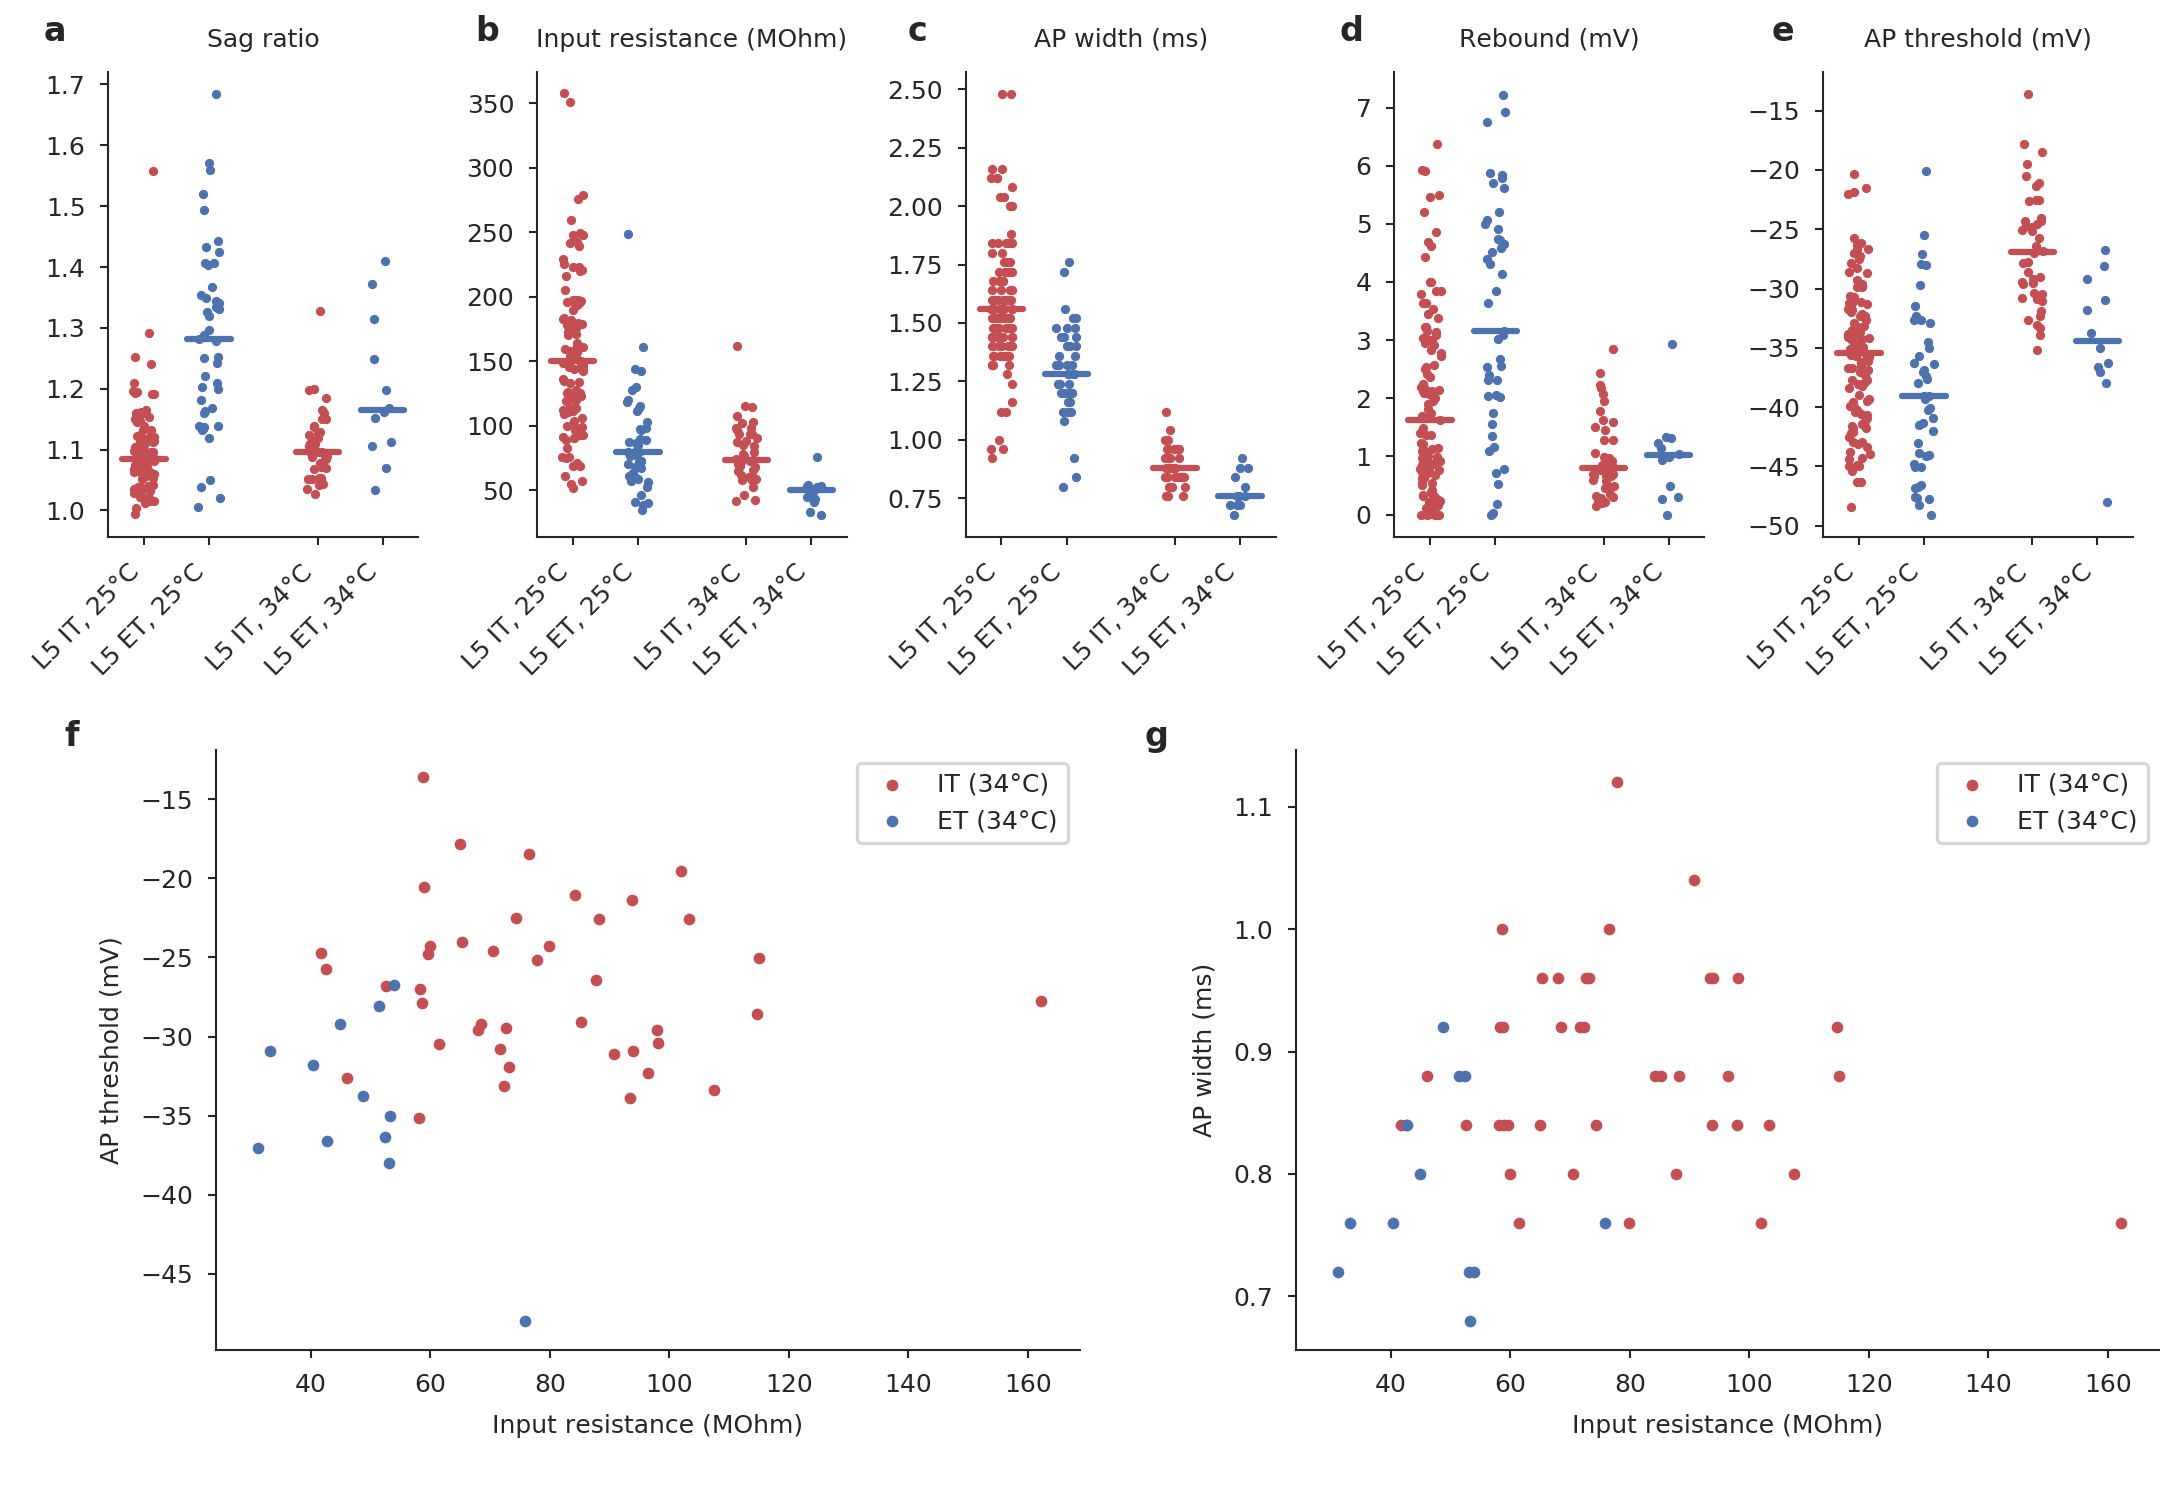 a
Sag ratio
1.7
1.6
1.5
1.4
1.3
1.2
1.1
1.0
L5 IT, 25°C
L5 ET, 25°C
L5 IT, 34°C
L5 ET, 34°C
b
Input resistance (MOhm)
350
300
250
200
150
100
50
L5 IT, 25°C
L5 ET, 25°C
L5 IT, 34°C
L5 ET, 34°C
c
AP width (ms)
2.50
2.25
2.00
1.75
1.50
1.25
1.00
0.75
L5 IT, 25°C
L5 ET, 25°C
L5 IT, 34°C
L5 ET, 34°C
d
Rebound (mV)
7
6
5
4
3
2
1
0
L5 IT, 25°C
L5 ET, 25°C
L5 IT, 34°C
L5 ET, 34°C
e
AP threshold (mV)
−15
−20
−25
−30
−35
−40
−45
−50
L5 IT, 25°C
L5 ET, 25°C
L5 IT, 34°C
L5 ET, 34°C
f
IT (34°C)
ET (34°C)
AP threshold (mV)
−15
−20
−25
−30
−35
−40
−45
40 60 80 100 120 140 160
Input resistance (MOhm)
g
IT (34°C)
ET (34°C)
AP width (ms)
1.1
1.0
0.9
0.8
0.7
40 60 80 100 120 140 160
Input resistance (MOhm)